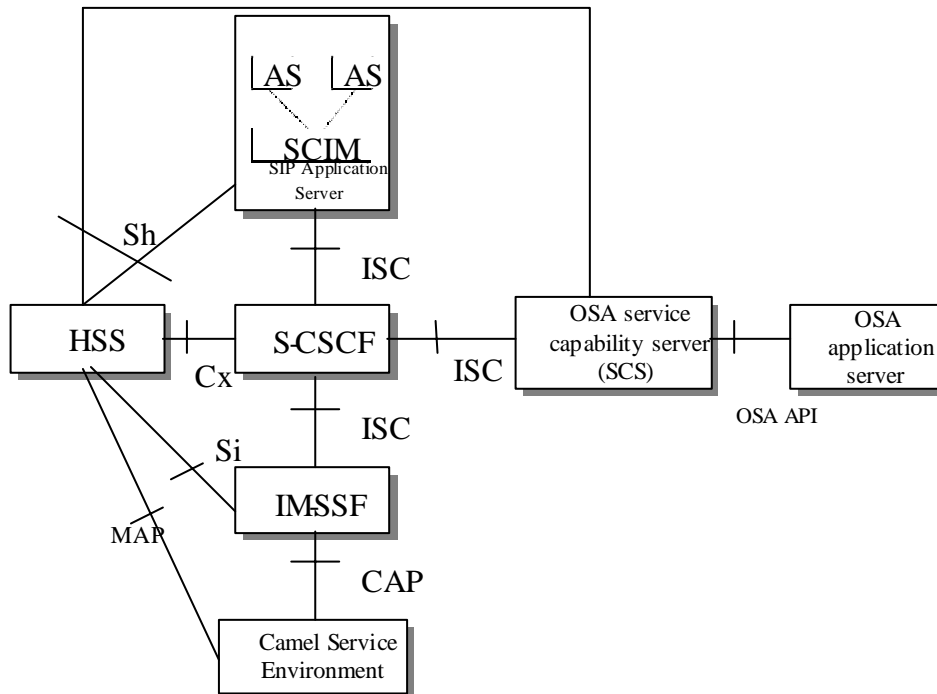 AS AS
SCIM
SIP Application
Server
Sh
ISC
HSS
S-CSCF
OSA service
capability server
(SCS)
OSA
application
server
Cx
ISC
OSA API
ISC
Si
IM-SSF
MAP
CAP
Camel Service
Environment